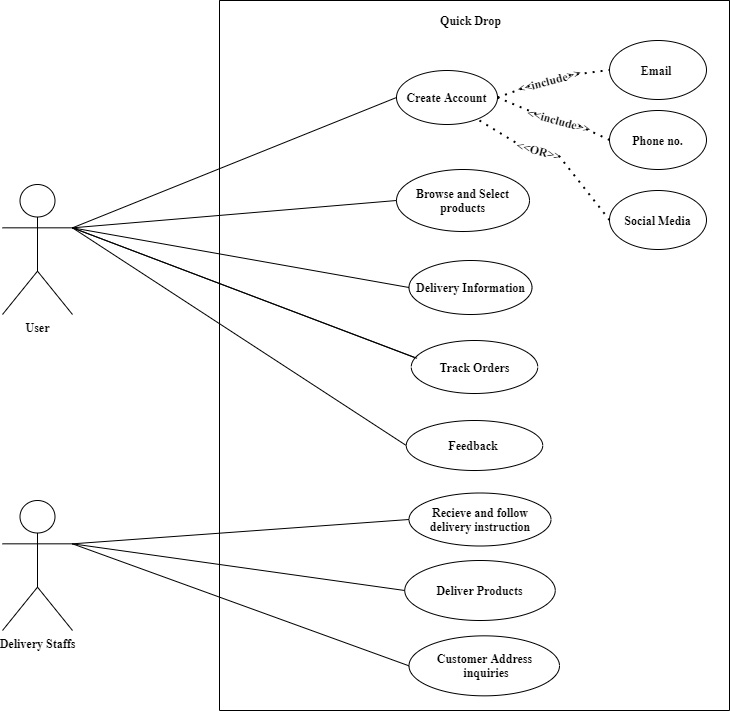 Quick Drop
Email
<<include>>
Create Account
<<include>>
Phone no.
<<OR>>
Browse and Select
products
Social Media
Delivery Information
User
Track Orders
Feedback
Recieve and follow
delivery instruction
Deliver Products
Delivery Staffs
Customer Address
inquiries